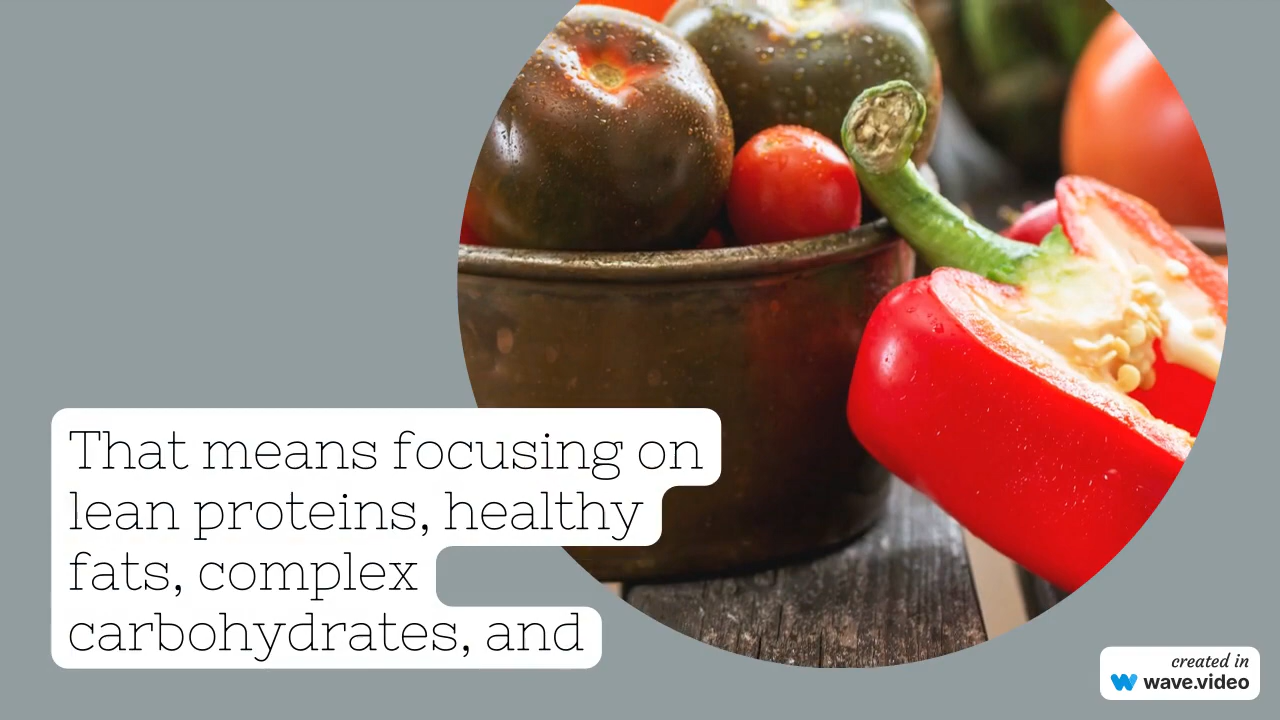 That means focusing on
lean proteins, healthy
fats, complex
carbohydrates, and
created in
wave.video